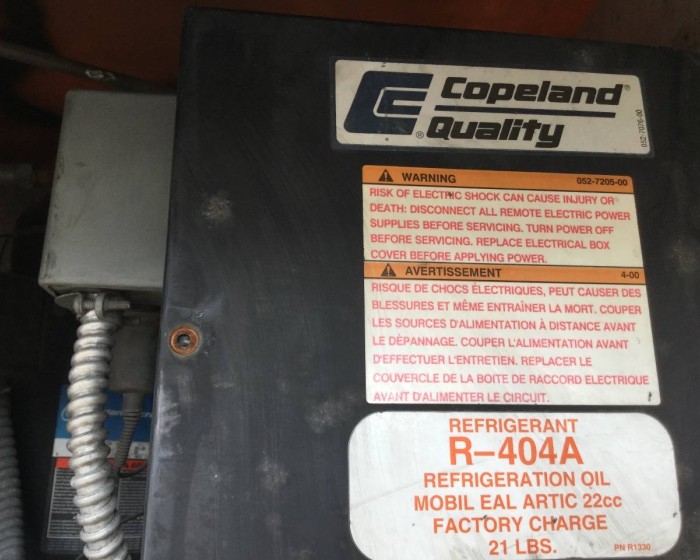 Copeland®
® Quality
052-7076-00
WARNING 052-7205-00
RISK OF ELECTRIC SHOCK CAN CAUSE INJURY OR
DEATH: DISCONNECT ALL REMOTE ELECTRIC POWER
SUPPLIES BEFORE SERVICING. TURN POWER OFF
BEFORE SERVICING. REPLACE ELECTRICAL BOX
COVER BEFORE APPLYING POWER.
AVERTISSEMENT 4-00
RISQUE DE CHOCS ÉLECTRIQUES, PEUT CAUSER DES
BLESSURES ET MÊME ENTRAÎNER LA MORT. COUPER
LES SOURCES D'ALIMENTATION À DISTANCE AVANT
LE DÉPANNAGE. COUPER L'ALIMENTATION AVANT
D'EFFECTUER L'ENTRETIEN. REPLACER LE
COUVERCLE DE LA BOITE DE RACCORD ELECTRIQUE
AVANT D'ALIMENTER LE CIRCUIT.
REFRIGERANT
R-404A
REFRIGERATION OIL
MOBIL EAL ARTIC 22cc
FACTORY CHARGE
21 LBS.
PN R1330